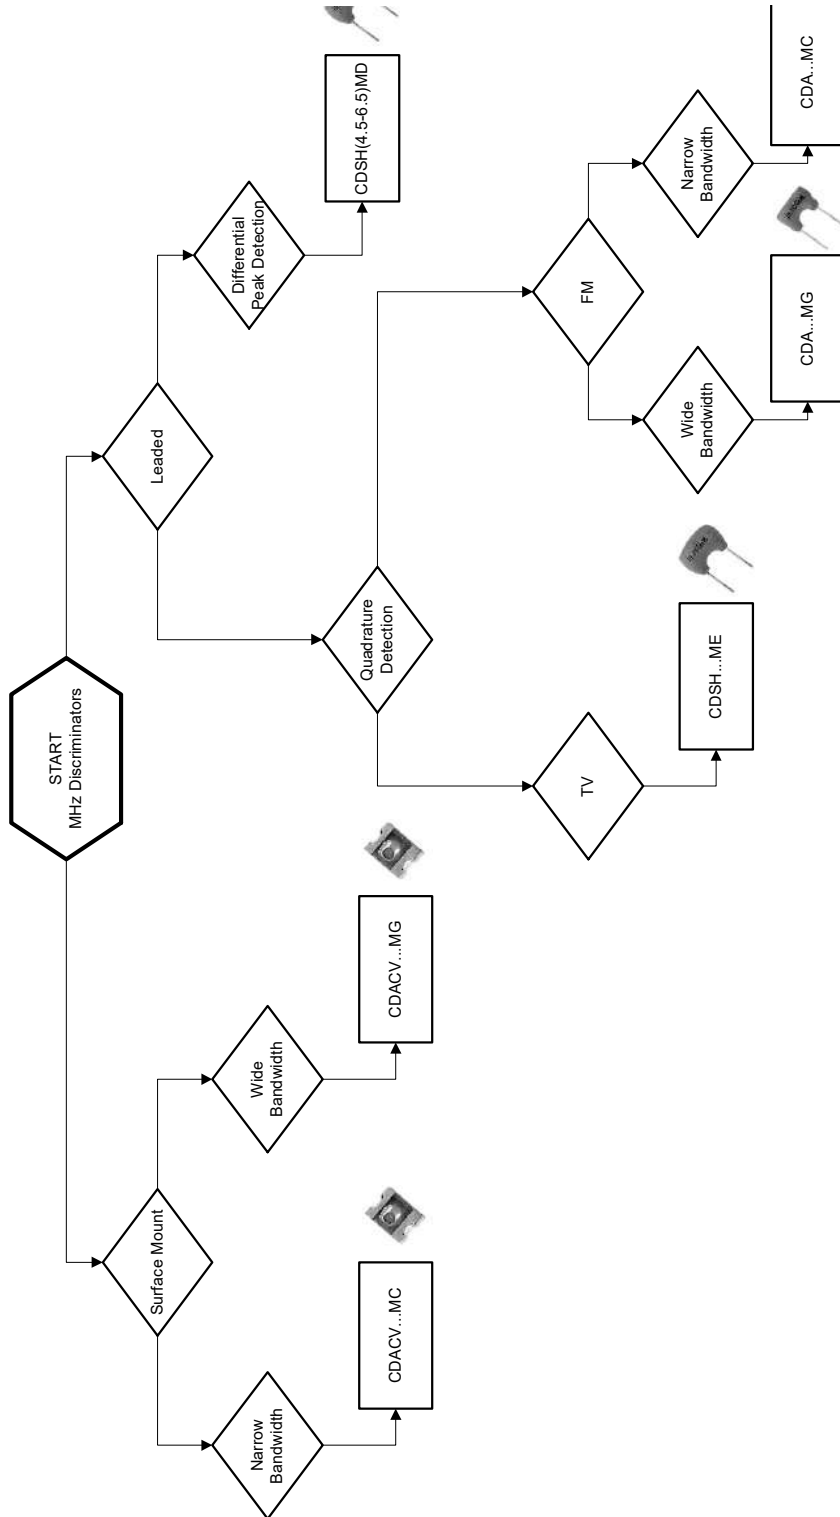 START
MHz Discriminators
Surface Mount
Leaded
Narrow
Bandwidth
Wide
Bandwidth
CDACV...MC
CDACV...MG
Quadrature
Detection
Differential
Peak Detection
CDSH(4.5-6.5)MD
TV
FM
CDSH...ME
Wide
Bandwidth
Narrow
Bandwidth
CDA...MG
CDA...MC